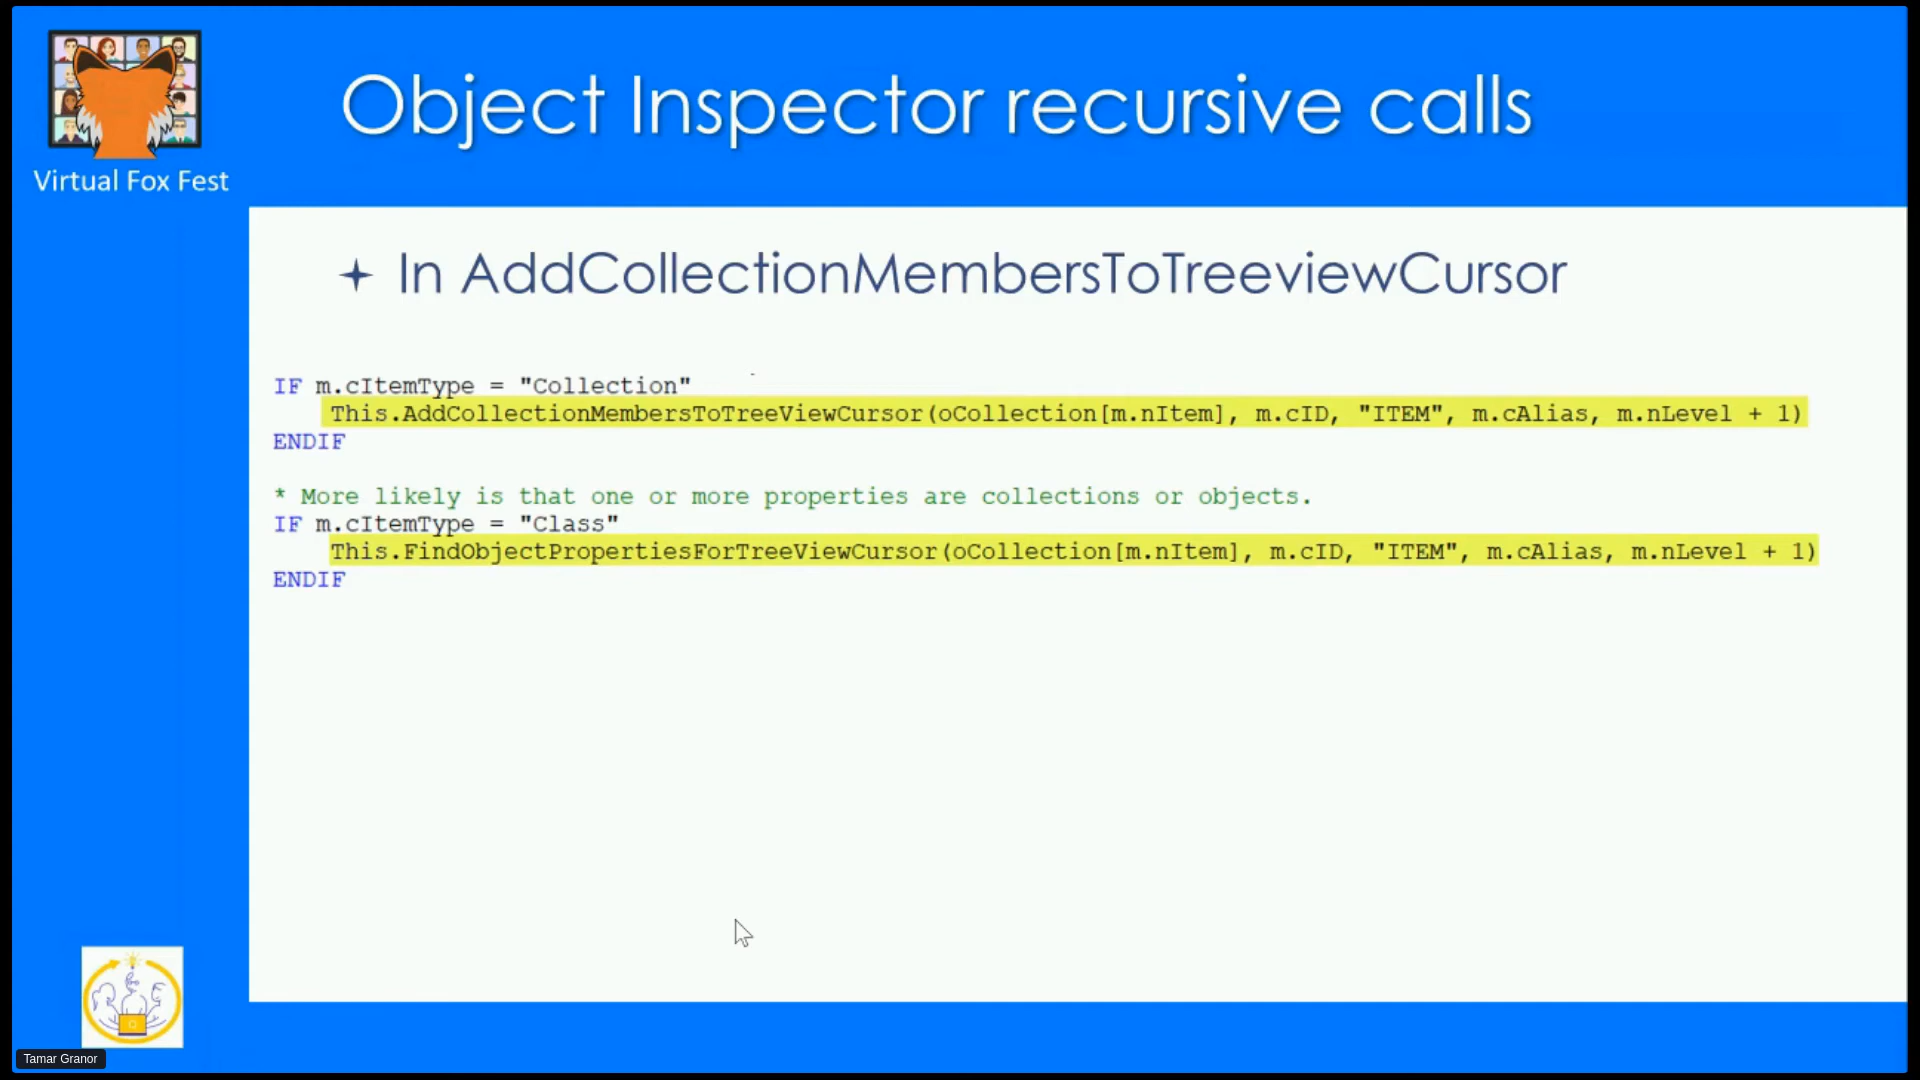 Object Inspector recursive calls
Virtual Fox Fest
In AddCollectionMembersToTreeviewCursor
IF m.cItemType = "Collection"
This.AddCollectionMembersToTreeViewCursor(oCollection[m.nItem], m.cID, "ITEM", m.cAlias, m.nLevel + 1)
ENDIF
* More likely is that one or more properties are collections or objects.
IF m.cItemType = "Class"
This.FindObjectPropertiesForTreeViewCursor(oCollection[m.nItem], m.cID, "ITEM", m.cAlias, m.nLevel + 1)
ENDIF
Tamar Granor